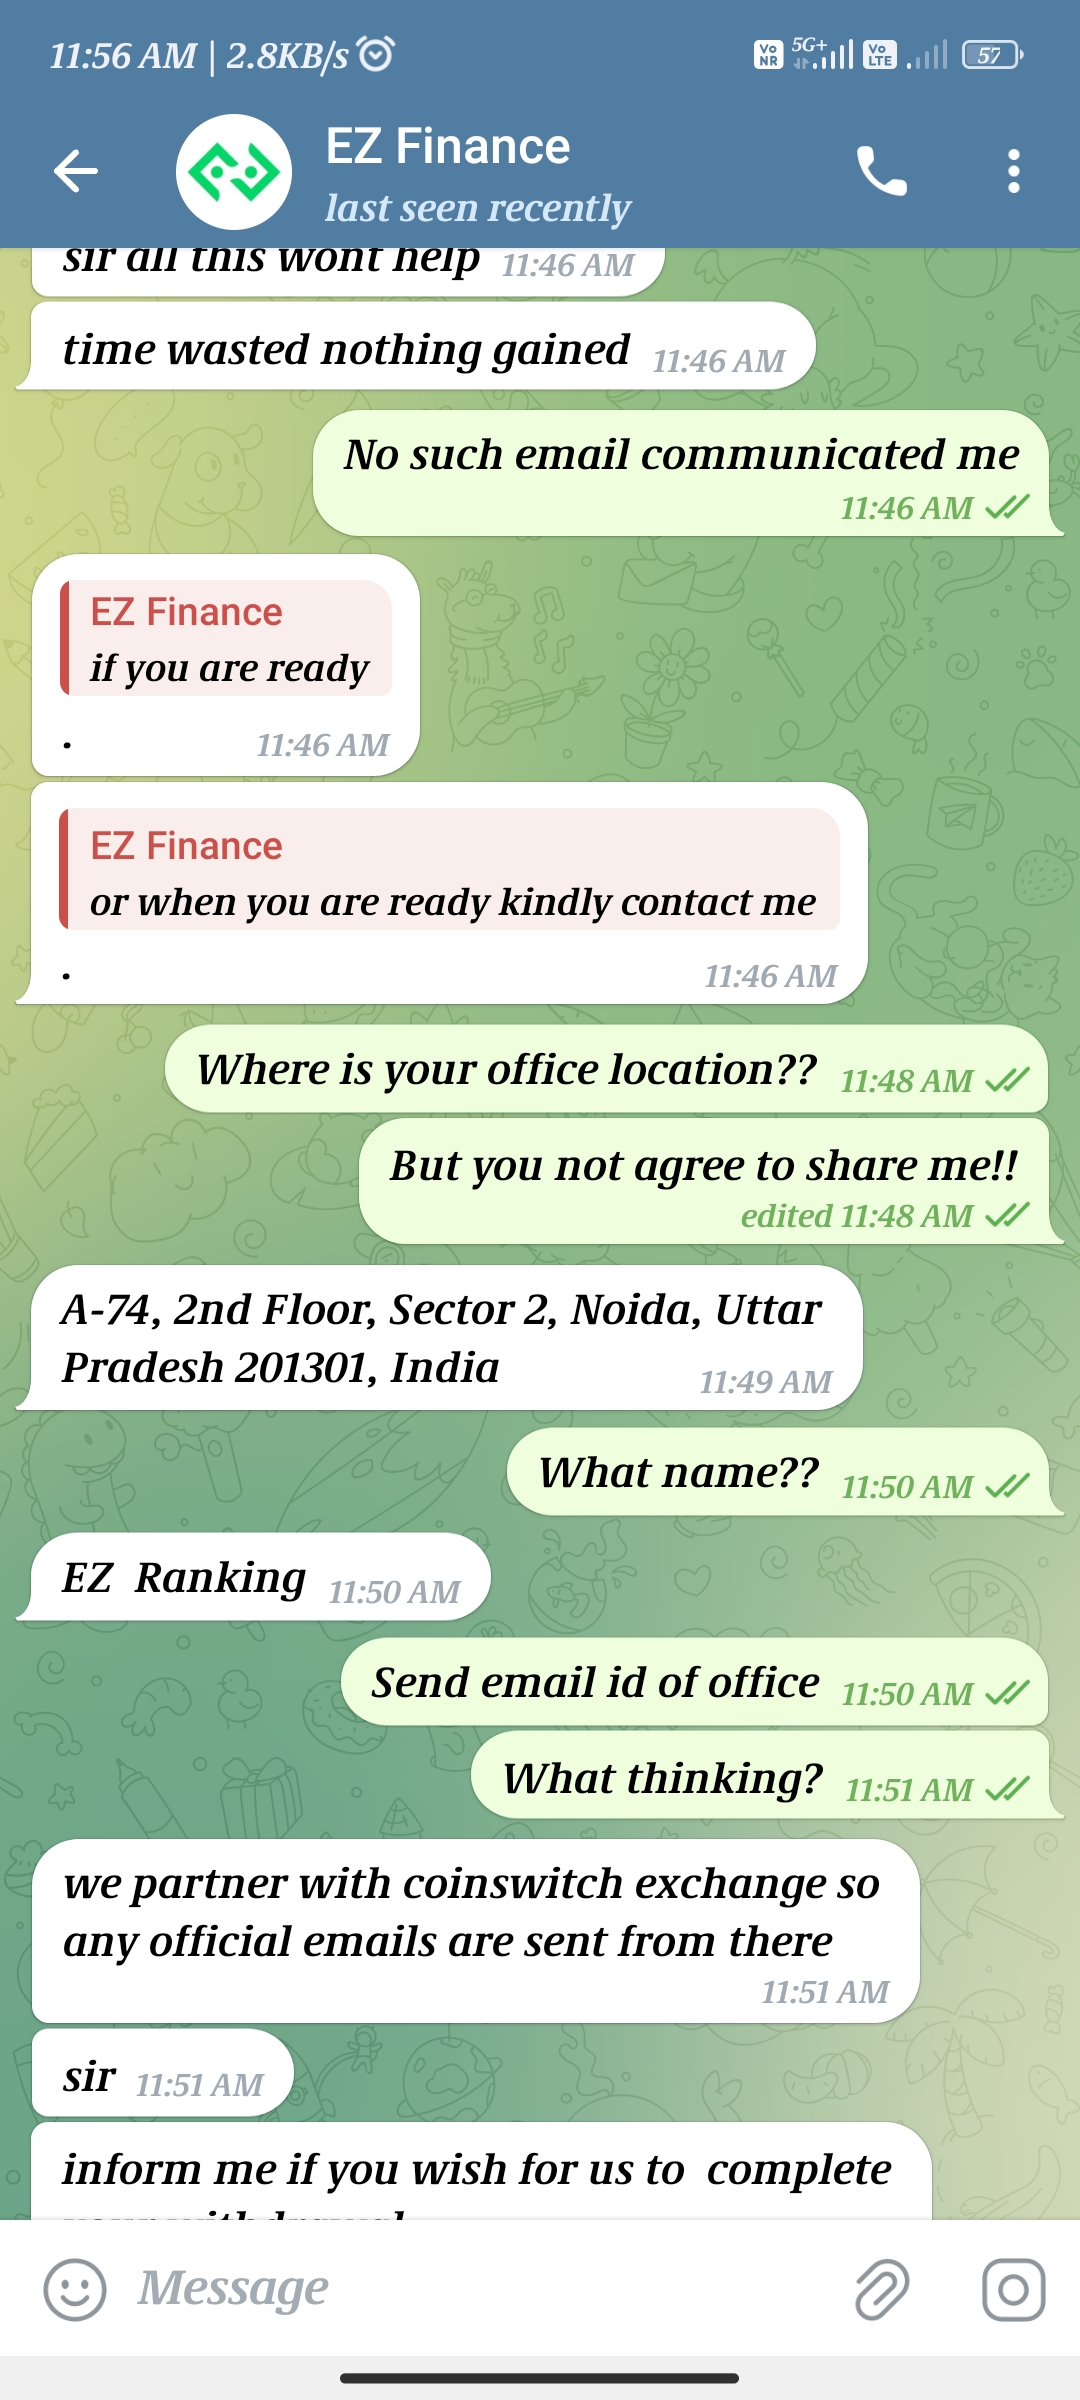 11:56 AM | 2.8KB/s
Vo NR 5G+ Vo LTE 57
EZ Finance
last seen recently
sir all this wont help 11:46 AM
time wasted nothing gained 11:46 AM
No such email communicated me
11:46 AM
EZ Finance
if you are ready
. 11:46 AM
EZ Finance
or when you are ready kindly contact me
. 11:46 AM
Where is your office location?? 11:48 AM
But you not agree to share me!!
edited 11:48 AM
A-74, 2nd Floor, Sector 2, Noida, Uttar
Pradesh 201301, India 11:49 AM
What name?? 11:50 AM
EZ  Ranking 11:50 AM
Send email id of office 11:50 AM
What thinking? 11:51 AM
we partner with coinswitch exchange so
any official emails are sent from there
11:51 AM
sir 11:51 AM
inform me if you wish for us to  complete
your withdrawal
Message